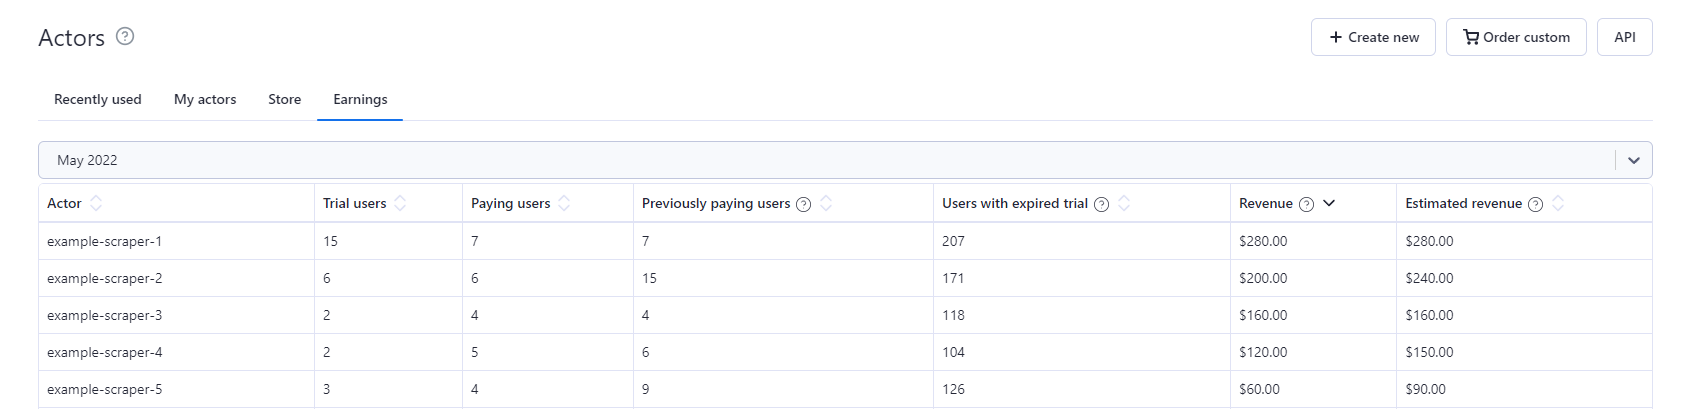 Actors ?
+ Create new Order custom API
Recently used My actors Store Earnings
May 2022
Actor Trial users Paying users Previously paying users ? Users with expired trial ? Revenue ? Estimated revenue ?
example-scraper-1 15 7 7 207 $280.00 $280.00
example-scraper-2 6 6 15 171 $200.00 $240.00
example-scraper-3 2 4 4 118 $160.00 $160.00
example-scraper-4 2 5 6 104 $120.00 $150.00
example-scraper-5 3 4 9 126 $60.00 $90.00